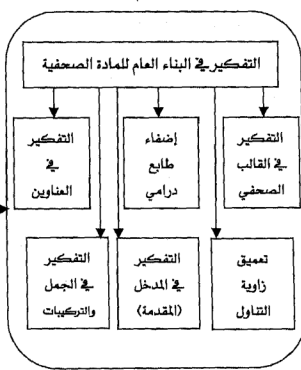 التفكير في البناء العام للمادة الصحفية
التفكير
في القالب
الصحفي
إضفاء
طابع
درامي
التفكير
في
العناوين
تعميق
زاوية
التناول
التفكير
في المدخل
(المقدمة)
التفكير
في الجمل
والتركيبات